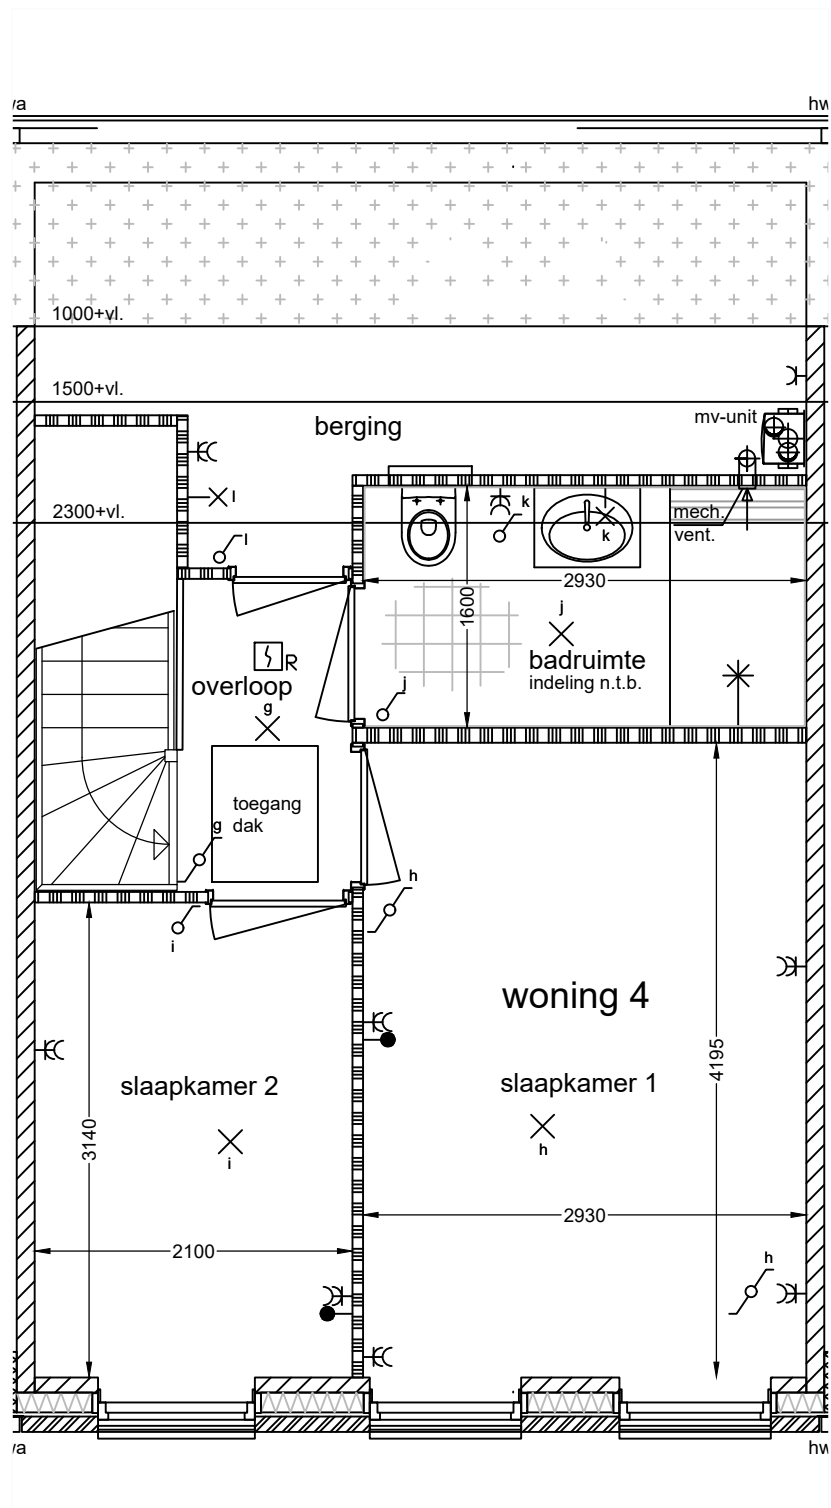 va
hw
1000+vl.
1500+vl.
berging
mv-unit
l
k
2300+vl.
mech.
vent.
k
l
2930
1600
j
R
badruimte
indeling n.t.b.
overloop
j
g
toegang
dak
g
h
i
woning 4
4195
slaapkamer 2
slaapkamer 1
3140
i
h
2930
2100
h
va
hw